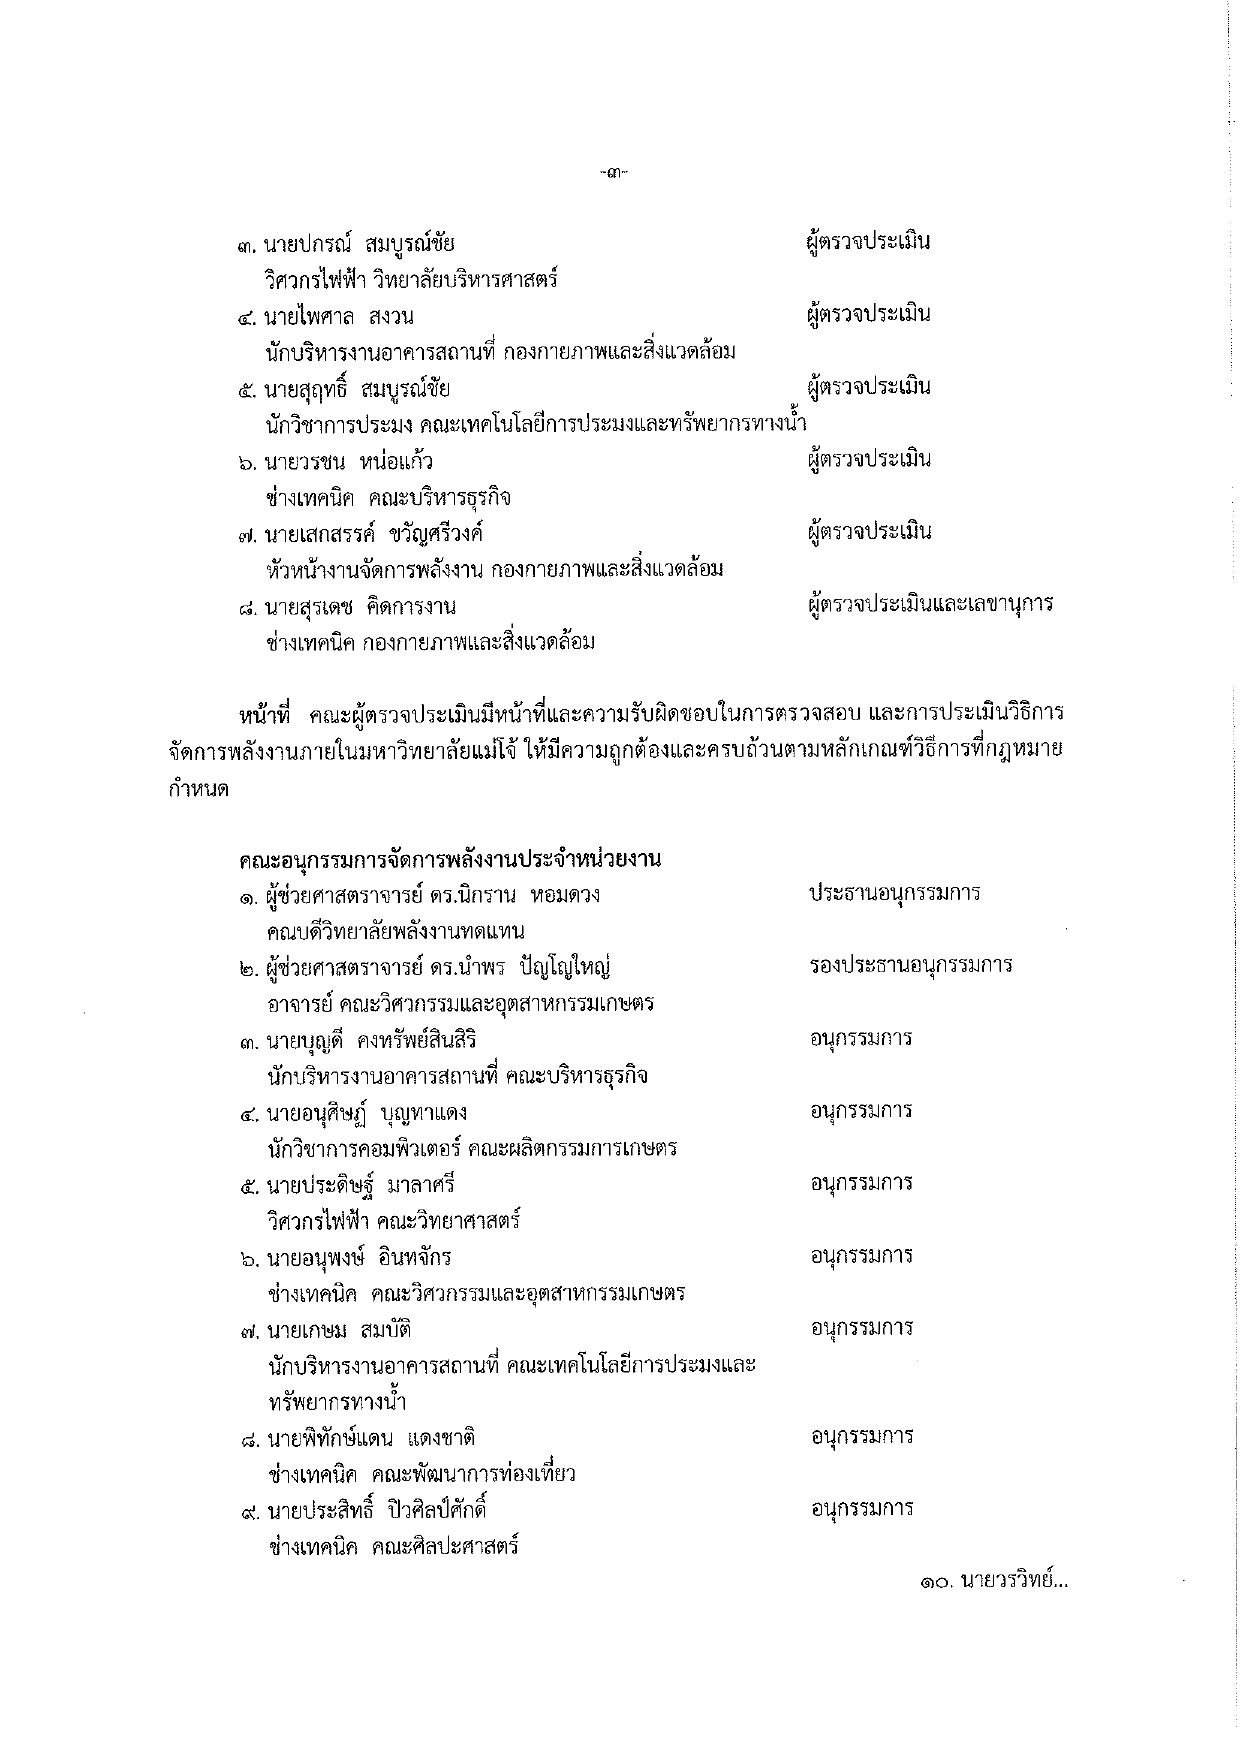 -๓-
๓. นายปกรณ์ สมบูรณ์ชัย ผู้ตรวจประเมิน
วิศวกรไฟฟ้า วิทยาลัยบริหารศาสตร์
๔. นายไพศาล สงวน ผู้ตรวจประเมิน
นักบริหารงานอาคารสถานที่ กองกายภาพและสิ่งแวดล้อม
๕. นายสุฤทธิ์ สมบูรณ์ชัย ผู้ตรวจประเมิน
นักวิชาการประมง คณะเทคโนโลยีการประมงและทรัพยากรทางน้ำ
๖. นายวรชน หน่อแก้ว ผู้ตรวจประเมิน
ช่างเทคนิค คณะบริหารธุรกิจ
๗. นายเสกสรรค์ ขวัญศรีวงค์ ผู้ตรวจประเมิน
หัวหน้างานจัดการพลังงาน กองกายภาพและสิ่งแวดล้อม
๘. นายสุรเดช คิดการงาน ผู้ตรวจประเมินและเลขานุการ
ช่างเทคนิค กองกายภาพและสิ่งแวดล้อม
หน้าที่ คณะผู้ตรวจประเมินมีหน้าที่และความรับผิดชอบในการตรวจสอบ และการประเมินวิธีการ
จัดการพลังงานภายในมหาวิทยาลัยแม่โจ้ ให้มีความถูกต้องและครบถ้วนตามหลักเกณฑ์วิธีการที่กฎหมาย
กำหนด
คณะอนุกรรมการจัดการพลังงานประจำหน่วยงาน
๑. ผู้ช่วยศาสตราจารย์ ดร.นิกราน หอมดวง ประธานอนุกรรมการ
คณบดีวิทยาลัยพลังงานทดแทน
๒. ผู้ช่วยศาสตราจารย์ ดร.นำพร ปัญโญใหญ่ รองประธานอนุกรรมการ
อาจารย์ คณะวิศวกรรมและอุตสาหกรรมเกษตร
๓. นายบุญดี คงทรัพย์สินสิริ อนุกรรมการ
นักบริหารงานอาคารสถานที่ คณะบริหารธุรกิจ
๔. นายอนุศิษฏ์ บุญทาแดง อนุกรรมการ
นักวิชาการคอมพิวเตอร์ คณะผลิตกรรมการเกษตร
๕. นายประดิษฐ์ มาลาศรี อนุกรรมการ
วิศวกรไฟฟ้า คณะวิทยาศาสตร์
๖. นายอนุพงษ์ อินทจักร อนุกรรมการ
ช่างเทคนิค คณะวิศวกรรมและอุตสาหกรรมเกษตร
๗. นายเกษม สมบัติ อนุกรรมการ
นักบริหารงานอาคารสถานที่ คณะเทคโนโลยีการประมงและ
ทรัพยากรทางน้ำ
๘. นายพิทักษ์แดน แดงชาติ อนุกรรมการ
ช่างเทคนิค คณะพัฒนาการท่องเที่ยว
๙. นายประสิทธิ์ ปิวศิลป์ศักดิ์ อนุกรรมการ
ช่างเทคนิค คณะศิลปะศาสตร์
๑๐. นายวรวิทย์...